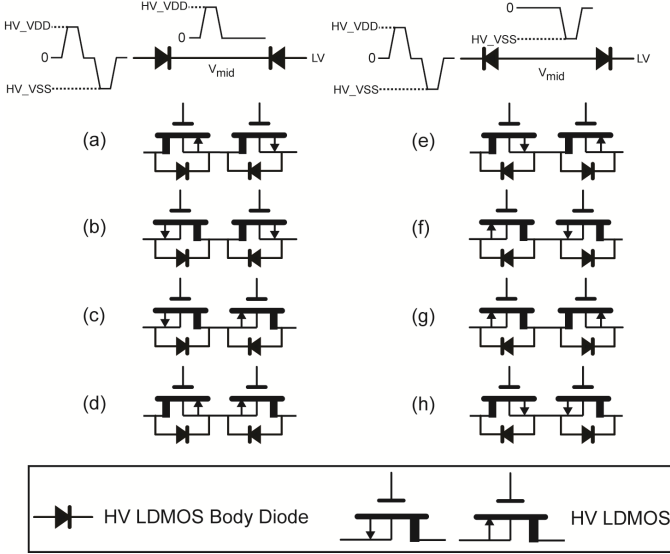 HV_VDD
HV_VDD
0
0
HV_VSS
V_mid
LV
HV_VDD
0
HV_VSS
0
HV_VSS
V_mid
LV
(a)
(e)
(b)
(f)
(c)
(g)
(d)
(h)
HV LDMOS Body Diode
HV LDMOS